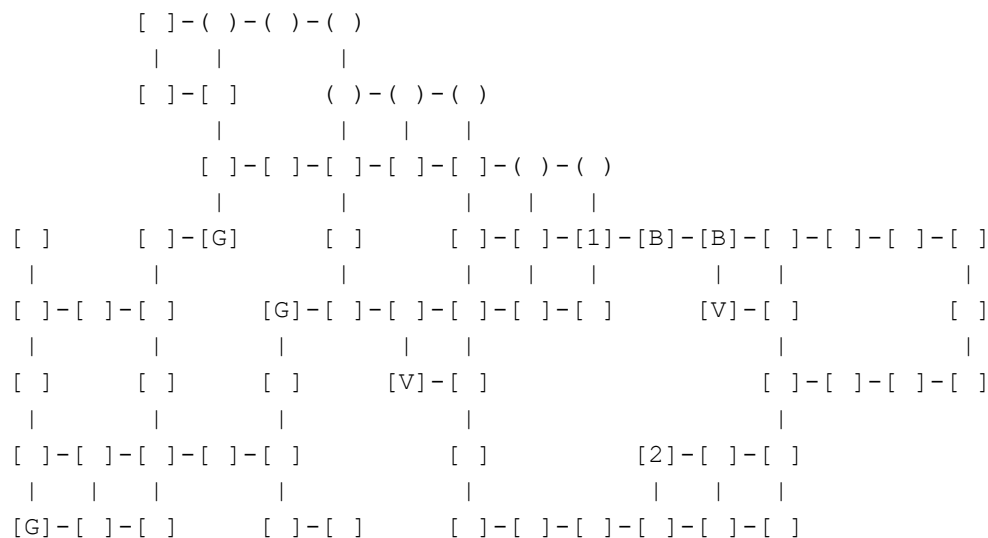 [ ]-( )-( )-( )
         |   |       |
        [ ]-[ ]     ( )-( )-( )
             |       |   |   |
            [ ]-[ ]-[ ]-[ ]-[ ]-( )-( )
             |       |       |   |   |
[ ]     [ ]-[G]     [ ]     [ ]-[ ]-[1]-[B]-[B]-[ ]-[ ]-[ ]-[ ]
 |       |           |       |   |   |       |   |           |
[ ]-[ ]-[ ]     [G]-[ ]-[ ]-[ ]-[ ]-[ ]     [V]-[ ]         [ ]
 |       |       |       |   |                   |           |
[ ]     [ ]     [ ]     [V]-[ ]                 [ ]-[ ]-[ ]-[ ]
 |       |       |           |                   |
[ ]-[ ]-[ ]-[ ]-[ ]         [ ]         [2]-[ ]-[ ]
 |   |   |       |           |           |   |   |
[G]-[ ]-[ ]     [ ]-[ ]     [ ]-[ ]-[ ]-[ ]-[ ]-[ ]